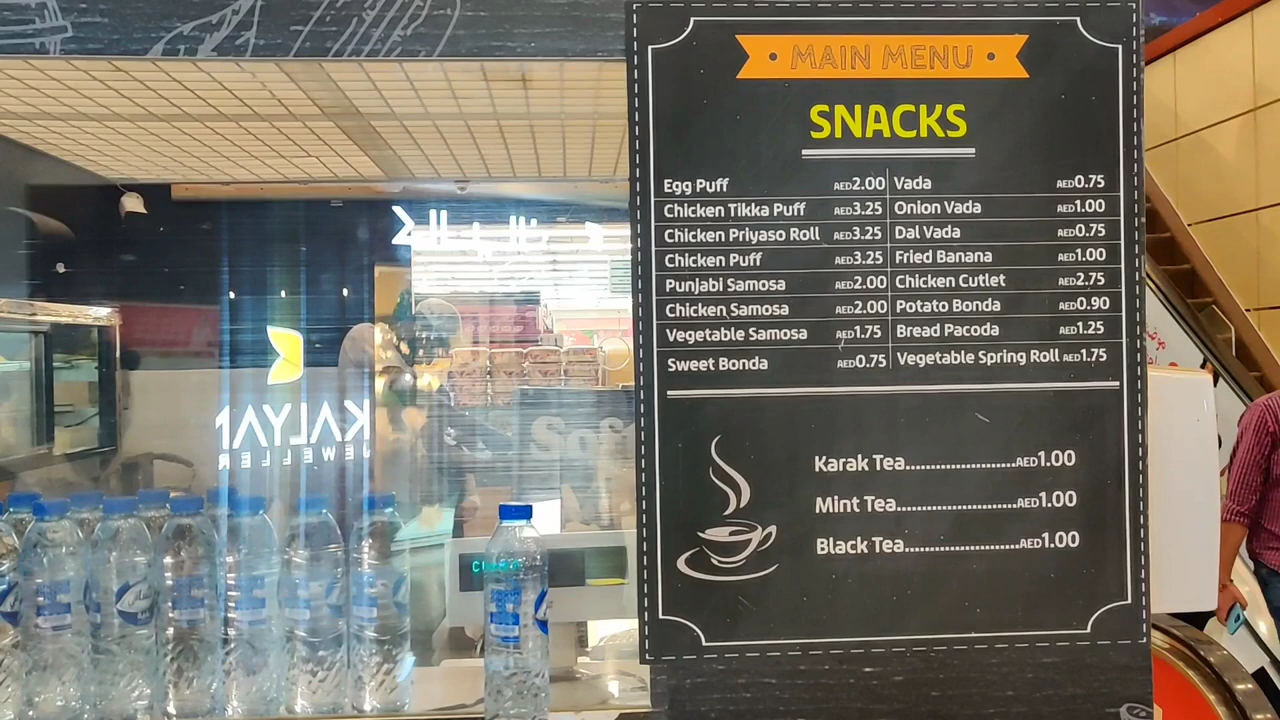 MAIN MENU
SNACKS
Egg Puff AED2.00
Chicken Tikka Puff AED3.25
Chicken Priyaso Roll AED3.25
Chicken Puff AED3.25
Punjabi Samosa AED2.00
Chicken Samosa AED2.00
Vegetable Samosa AED1.75
Sweet Bonda AED0.75
Vada AED0.75
Onion Vada AED1.00
Dal Vada AED0.75
Fried Banana AED1.00
Chicken Cutlet AED2.75
Potato Bonda AED0.90
Bread Pacoda AED1.25
Vegetable Spring Roll AED1.75
Karak Tea......................AED1.00
Mint Tea........................AED1.00
Black Tea.......................AED1.00
KALYAN
JEWELLER